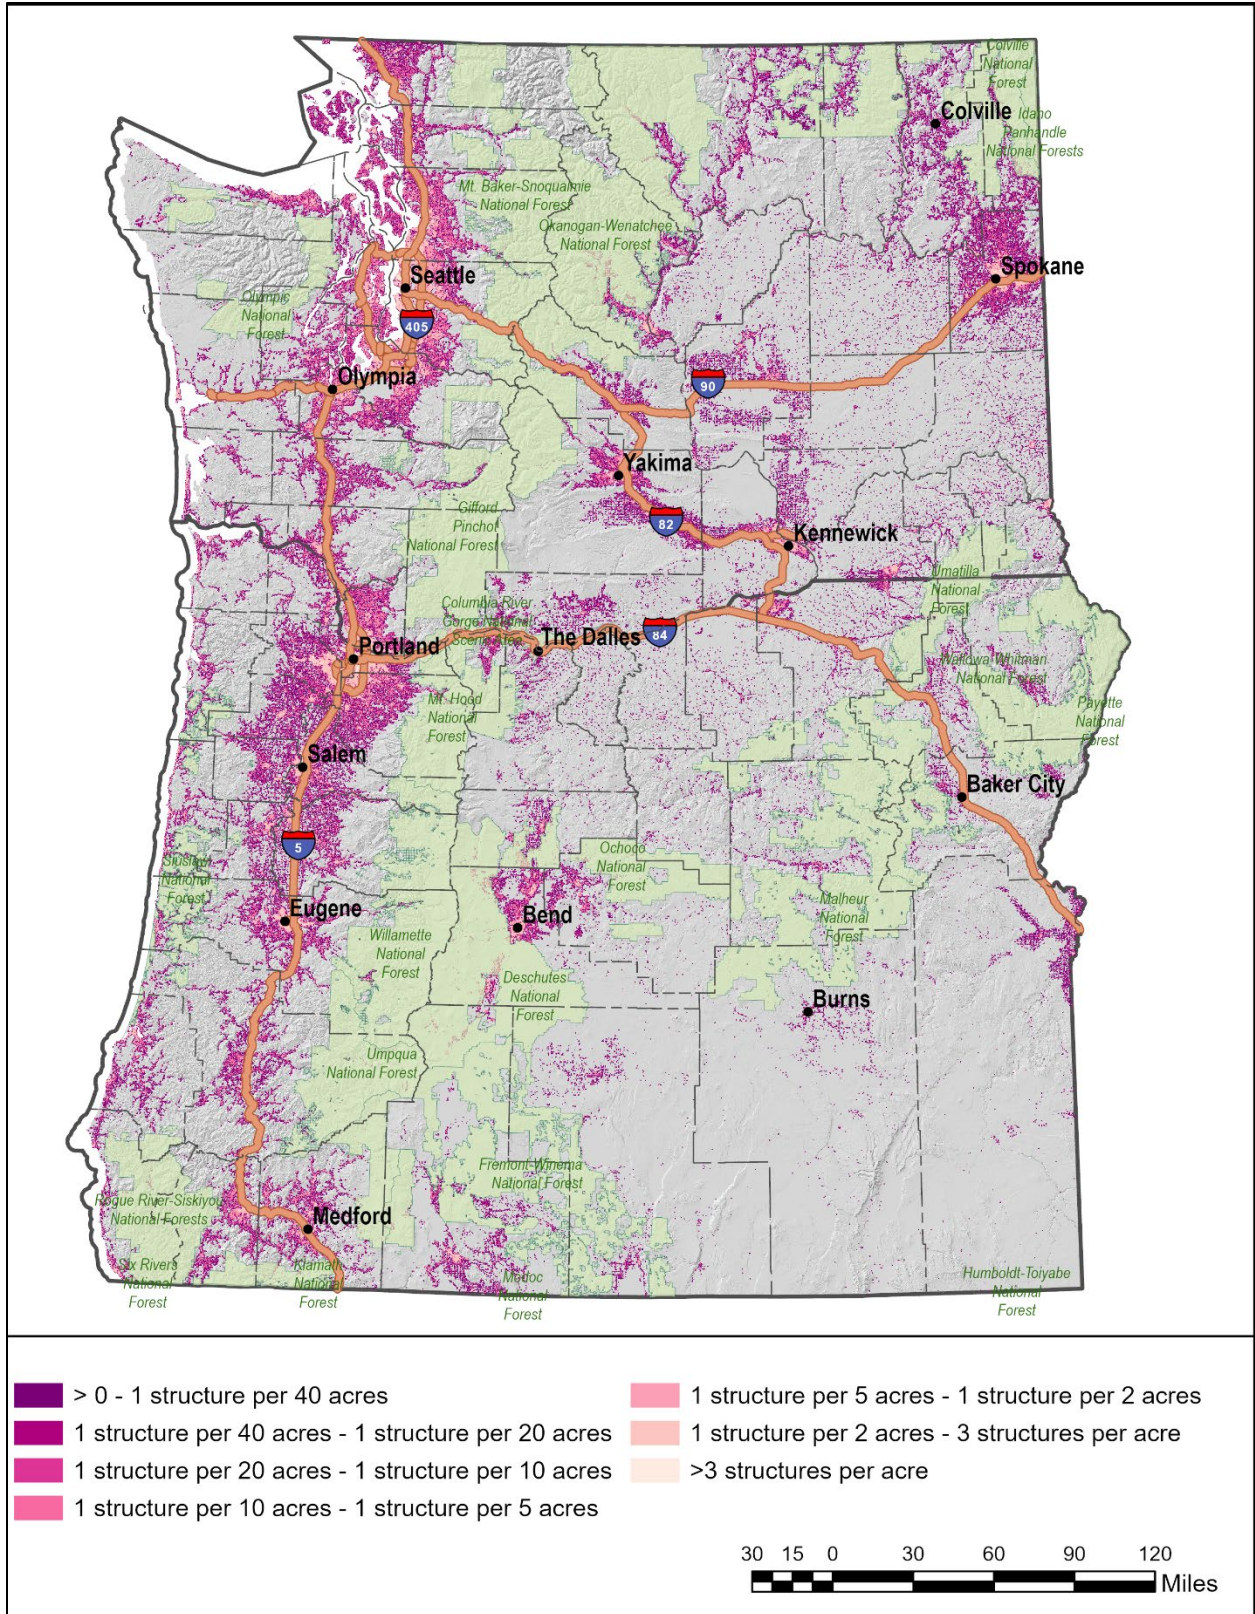 Colville
National
Forest
Colville
Idaho
Panhandle
National Forests
Mt. Baker-Snoqualmie
National Forest
Okanogan-Wenatchee
National Forest
Spokane
Seattle
Olympic
National
Forest
405
Olympia
90
Yakima
82
Gifford
Pinchot
National Forest
Kennewick
Umatilla
National
Forest
Columbia River
Gorge National
Scenic Area
The Dalles
84
Portland
Wallowa-Whitman
National Forest
Payette
National
Forest
Mt. Hood
National
Forest
Salem
Baker City
5
Ochoco
National
Forest
Siuslaw
National
Forest
Malheur
National
Forest
Eugene
Bend
Willamette
National
Forest
Deschutes
National
Forest
Burns
Umpqua
National Forest
Fremont-Winema
National Forest
Rogue River-Siskiyou
National Forests
Medford
Six Rivers
National
Forest
Klamath
National
Forest
Modoc
National
Forest
Humboldt-Toiyabe
National
Forest
> 0 - 1 structure per 40 acres
1 structure per 40 acres - 1 structure per 20 acres
1 structure per 20 acres - 1 structure per 10 acres
1 structure per 10 acres - 1 structure per 5 acres
1 structure per 5 acres - 1 structure per 2 acres
1 structure per 2 acres - 3 structures per acre
>3 structures per acre
30 15 0 30 60 90 120
Miles